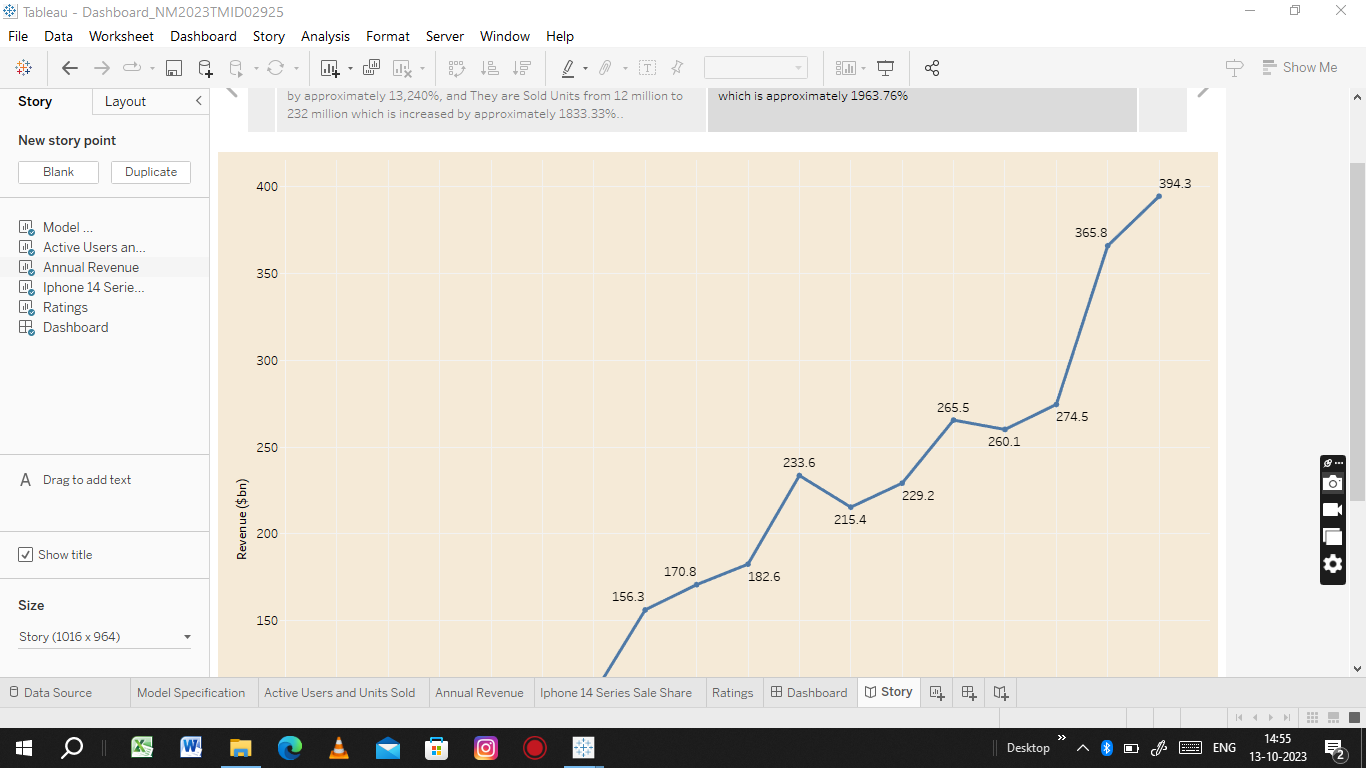 Tableau - Dashboard_NM2023TMID02925
File Data Worksheet Dashboard Story Analysis Format Server Window Help
Show Me
Story Layout
New story point
Blank Duplicate
Model ...
Active Users an...
Annual Revenue
Iphone 14 Serie...
Ratings
Dashboard
A Drag to add text
Show title
Size
Story (1016 x 964)
by approximately 13,240%, and They are Sold Units from 12 million to
232 million which is increased by approximately 1833.33%..
which is approximately 1963.76%
Revenue ($bn)
400
350
300
250
200
150
156.3
170.8
182.6
233.6
215.4
229.2
265.5
260.1
274.5
365.8
394.3
Data Source Model Specification Active Users and Units Sold Annual Revenue Iphone 14 Series Sale Share Ratings Dashboard Story
Desktop ENG 14:55
13-10-2023 2